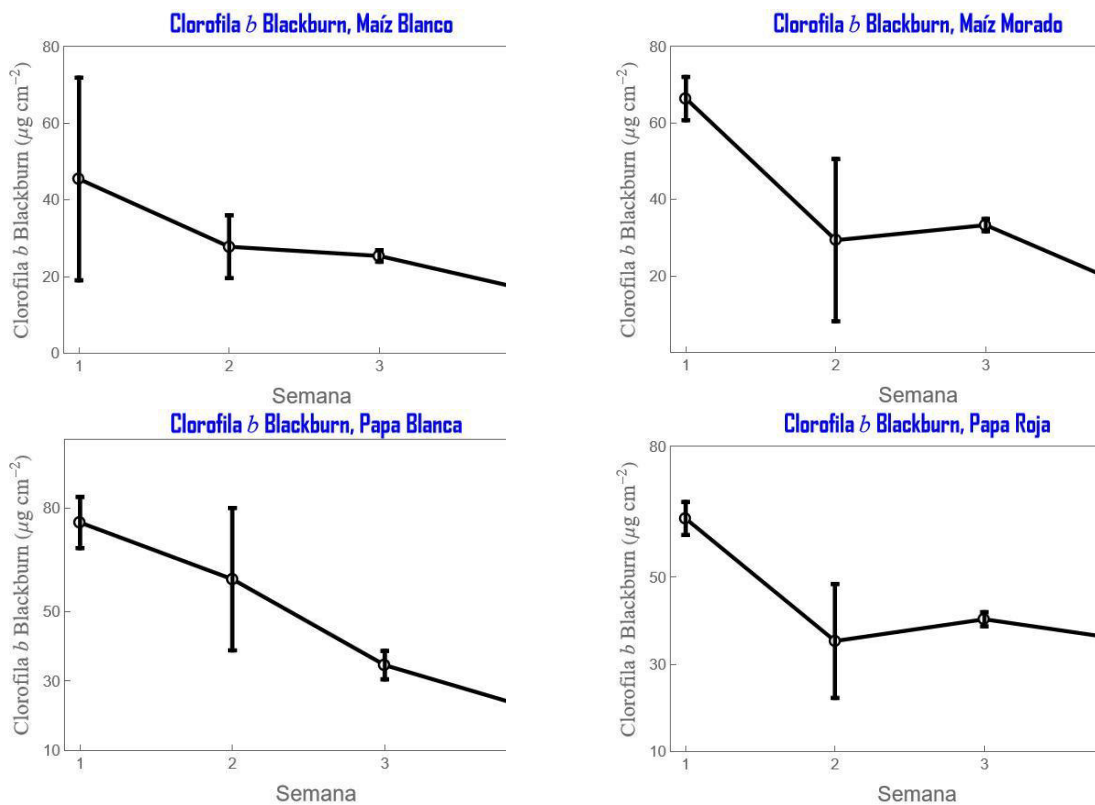 Clorofila b Blackburn, Maíz Blanco
Clorofila b Blackburn (μg cm⁻²)
80
60
40
20
0
1 2 3
Semana
Clorofila b Blackburn, Maíz Morado
Clorofila b Blackburn (μg cm⁻²)
80
60
40
20
1 2 3
Semana
Clorofila b Blackburn, Papa Blanca
Clorofila b Blackburn (μg cm⁻²)
80
50
30
10
1 2 3
Semana
Clorofila b Blackburn, Papa Roja
Clorofila b Blackburn (μg cm⁻²)
80
50
30
10
1 2 3
Semana